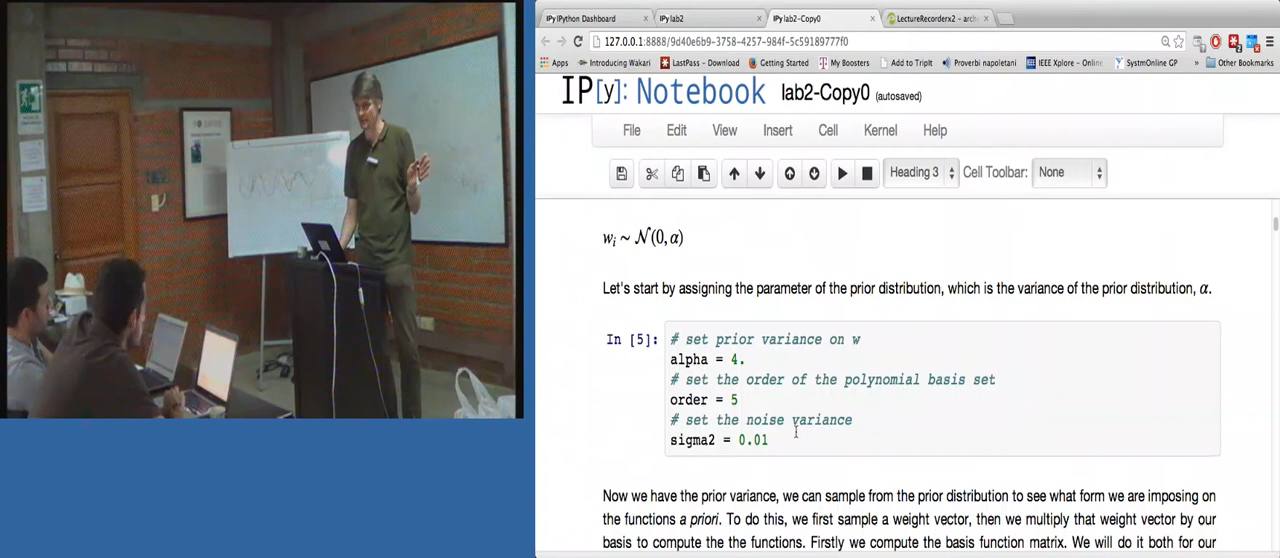 IPy IPython Dashboard
IPy lab2
IPy lab2-Copy0
LectureRecorderx2 – arch
127.0.0.1:8888/9d40e6b9-3758-4257-984f-5c59189777f0
Apps Introducing Wakari LastPass – Download Getting Started My Boosters Add to TripIt Proverbi napoletani IEEE Xplore – Online SystmOnline GP » Other Bookmarks
IP[y]: Notebook lab2-Copy0 (autosaved)
File Edit View Insert Cell Kernel Help
Heading 3 Cell Toolbar: None
wᵢ ~ 𝒩(0, α)
Let's start by assigning the parameter of the prior distribution, which is the variance of the prior distribution, α.
In [5]: # set prior variance on w
alpha = 4.
# set the order of the polynomial basis set
order = 5
# set the noise variance
sigma2 = 0.01
Now we have the prior variance, we can sample from the prior distribution to see what form we are imposing on
the functions a priori. To do this, we first sample a weight vector, then we multiply that weight vector by our
basis to compute the the functions. Firstly we compute the basis function matrix. We will do it both for our